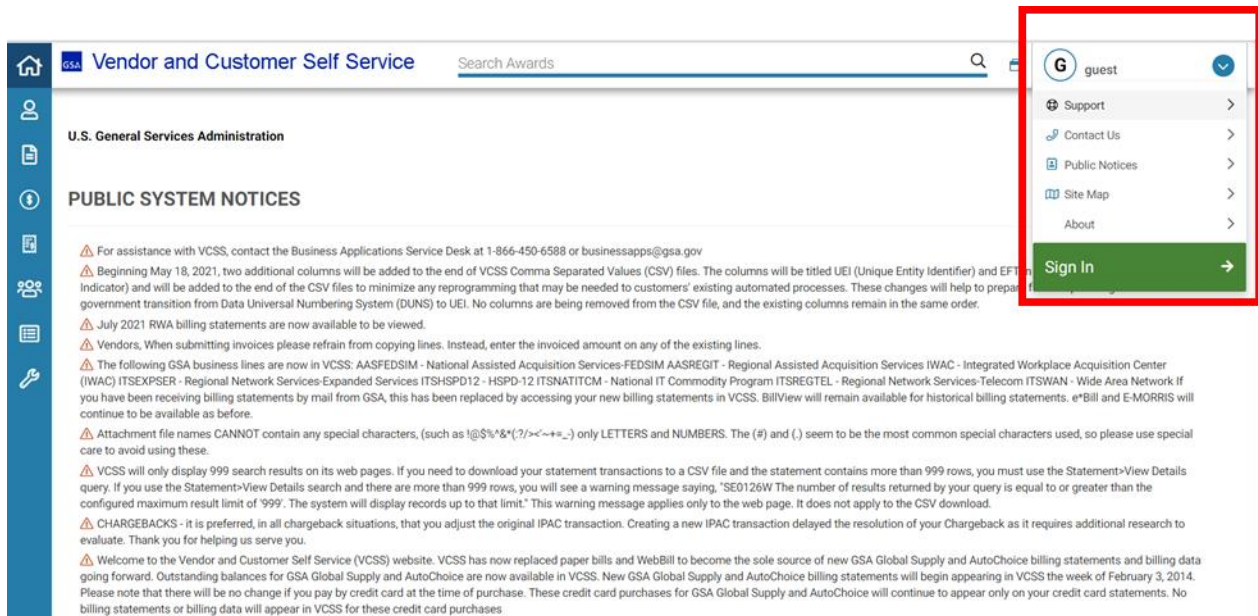 GSA Vendor and Customer Self Service
Search Awards
G guest
Support
Contact Us
Public Notices
Site Map
About
Sign In
U.S. General Services Administration
PUBLIC SYSTEM NOTICES
For assistance with VCSS, contact the Business Applications Service Desk at 1-866-450-6588 or businessapps@gsa.gov
Beginning May 18, 2021, two additional columns will be added to the end of VCSS Comma Separated Values (CSV) files. The columns will be titled UEI (Unique Entity Identifier) and EFT
Indicator) and will be added to the end of the CSV files to minimize any reprogramming that may be needed to customers' existing automated processes. These changes will help to
government transition from Data Universal Numbering System (DUNS) to UEI. No columns are being removed from the CSV file, and the existing columns remain in the same order.
July 2021 RWA billing statements are now available to be viewed.
Vendors, When submitting invoices please refrain from copying lines. Instead, enter the invoiced amount on any of the existing lines.
The following GSA business lines are now in VCSS: AASFEDSIM - National Assisted Acquisition Services-FEDSIM AASREGIT - Regional Assisted Acquisition Services IWAC - Integrated Workplace Acquisition Center
(IWAC) ITSEXPSER - Regional Network Services-Expanded Services ITSHSPD12 - HSPD-12 ITSNATITCM - National IT Commodity Program ITSREGTEL - Regional Network Services-Telecom ITSWAN - Wide Area Network If
you have been receiving billing statements by mail from GSA, this has been replaced by accessing your new billing statements in VCSS. BillView will remain available for historical billing statements. e*Bill and E-MORRIS will
continue to be available as before.
Attachment file names CANNOT contain any special characters, (such as !@$%^&*(:?/><'~+=_-) only LETTERS and NUMBERS. The (#) and (.) seem to be the most common special characters used, so please use special
care to avoid using these.
VCSS will only display 999 search results on its web pages. If you need to download your statement transactions to a CSV file and the statement contains more than 999 rows, you must use the Statement>View Details
query. If you use the Statement>View Details search and there are more than 999 rows, you will see a warning message saying, "SE0126W The number of results returned by your query is equal to or greater than the
configured maximum result limit of '999'. The system will display records up to that limit." This warning message applies only to the web page. It does not apply to the CSV download.
CHARGEBACKS - it is preferred, in all chargeback situations, that you adjust the original IPAC transaction. Creating a new IPAC transaction delayed the resolution of your Chargeback as it requires additional research to
evaluate. Thank you for helping us serve you.
Welcome to the Vendor and Customer Self Service (VCSS) website. VCSS has now replaced paper bills and WebBill to become the sole source of new GSA Global Supply and AutoChoice billing statements and billing data
going forward. Outstanding balances for GSA Global Supply and AutoChoice are now available in VCSS. New GSA Global Supply and AutoChoice billing statements will begin appearing in VCSS the week of February 3, 2014.
Please note that there will be no change if you pay by credit card at the time of purchase. These credit card purchases for GSA Global Supply and AutoChoice will continue to appear only on your credit card statements. No
billing statements or billing data will appear in VCSS for these credit card purchases